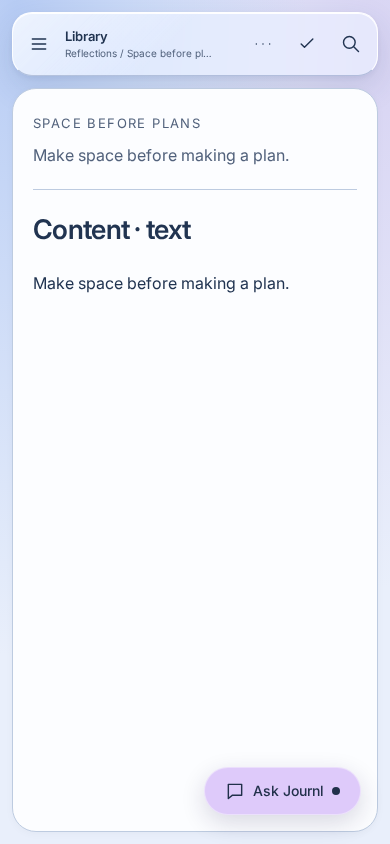 Library
Reflections / Space before pl...
SPACE BEFORE PLANS
Make space before making a plan.
Content · text
Make space before making a plan.
Ask Journl